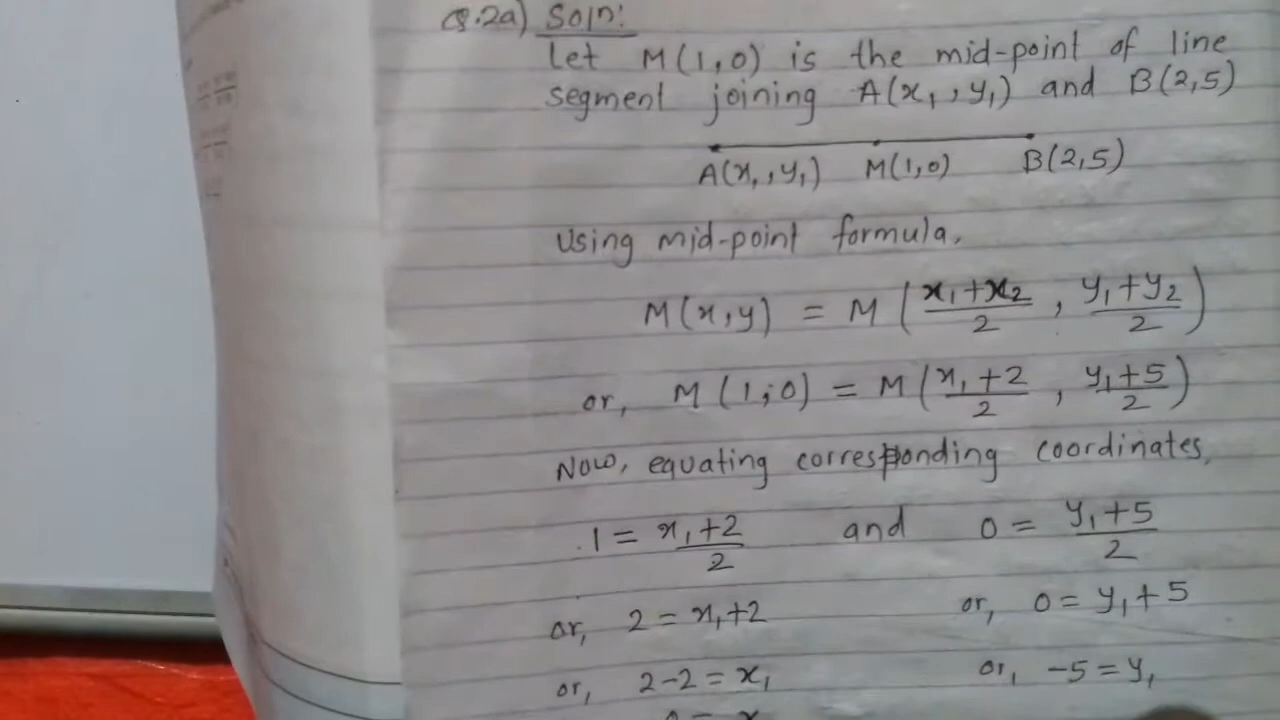 Q.2a) Soln:
Let M(1,0) is the mid-point of line
segment joining A(x₁, y₁) and B(2,5)
A(x₁, y₁) M(1,0) B(2,5)
Using mid-point formula,
M(x,y) = M((x₁+x₂)/2, (y₁+y₂)/2)
or, M(1,0) = M((x₁+2)/2, (y₁+5)/2)
Now, equating corresponding coordinates,
1 = (x₁+2)/2 and 0 = (y₁+5)/2
or, 2 = x₁+2 or, 0 = y₁+5
or, 2-2 = x₁ or, -5 = y₁